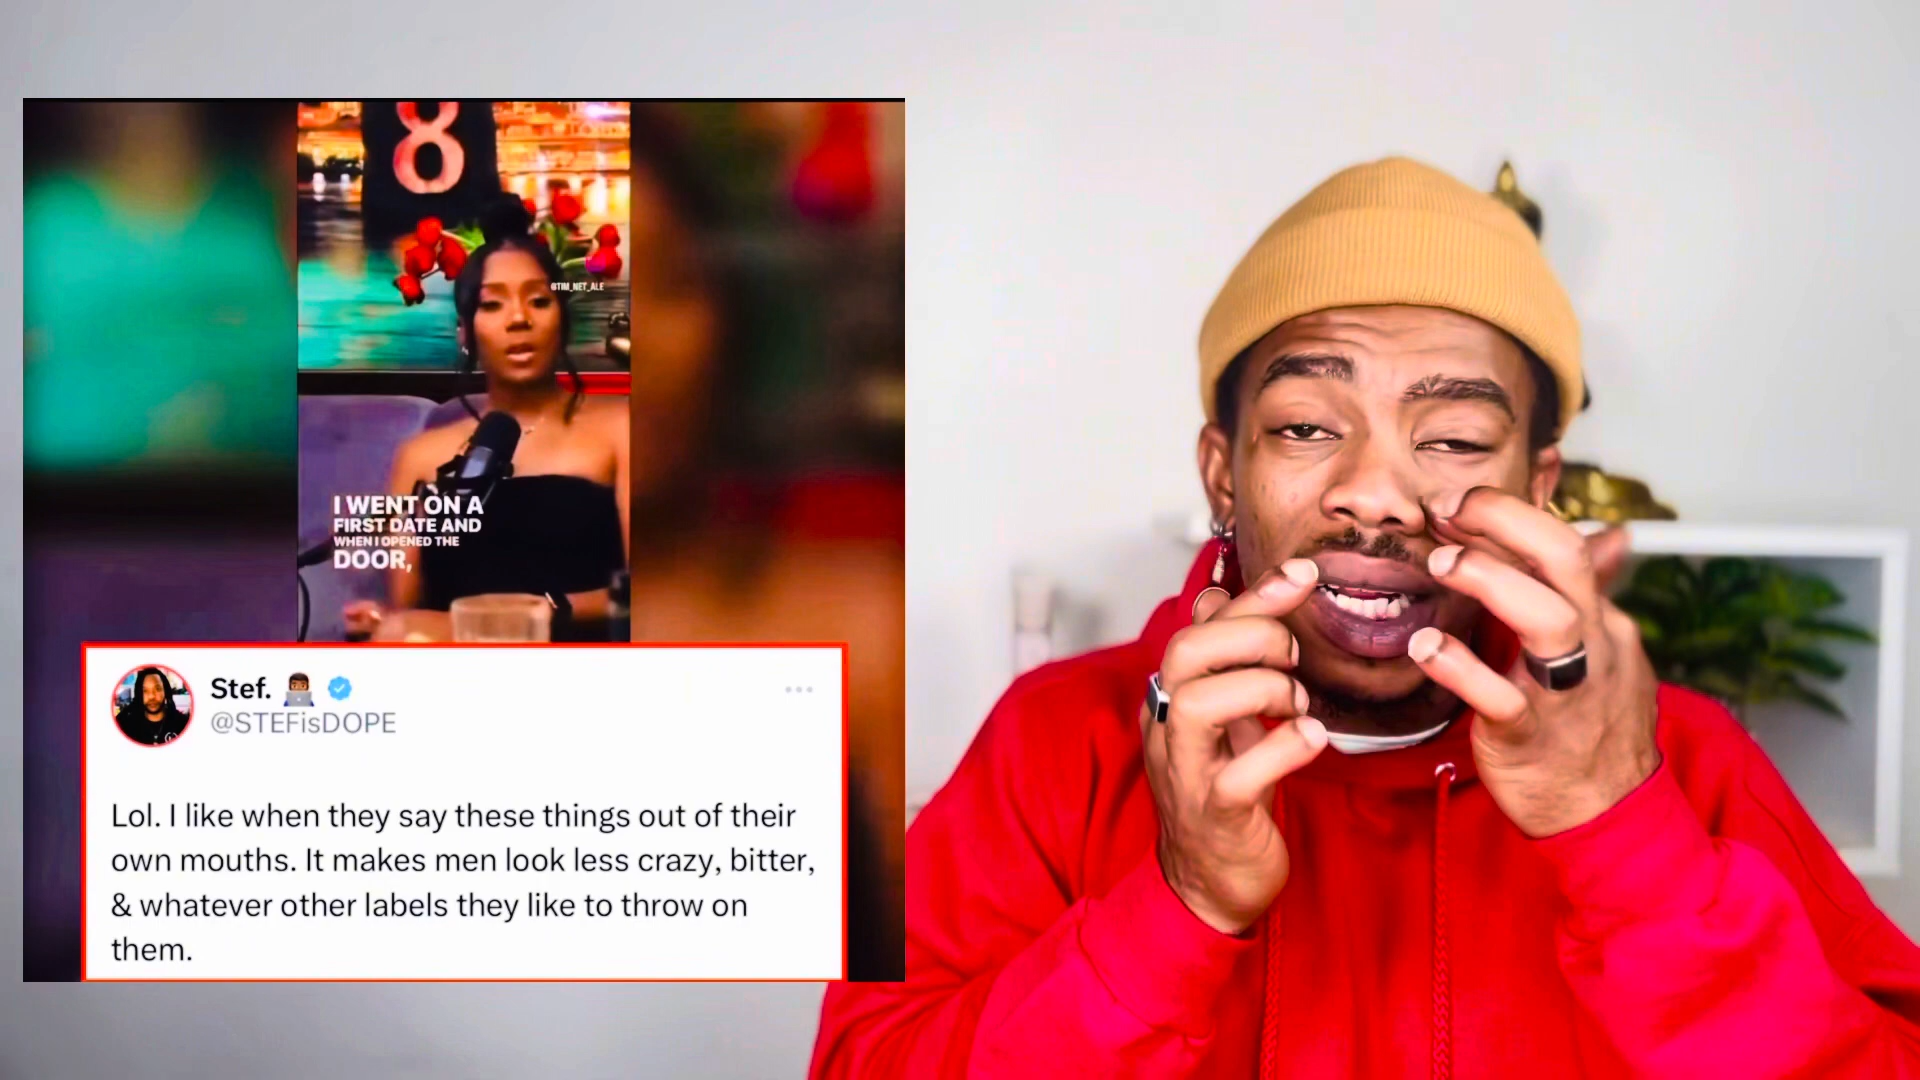 8
@TIM_NET_ALE
I WENT ON A
FIRST DATE AND
WHEN I OPENED THE
DOOR,
Stef. 👨🏾‍💻
@STEFisDOPE
Lol. I like when they say these things out of their
own mouths. It makes men look less crazy, bitter,
& whatever other labels they like to throw on
them.